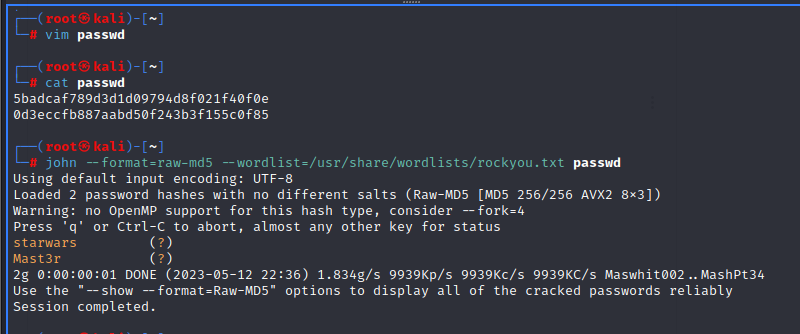 ┌──(root㉿kali)-[~]
└─# vim passwd
┌──(root㉿kali)-[~]
└─# cat passwd
5badcaf789d3d1d09794d8f021f40f0e
0d3eccfb887aabd50f243b3f155c0f85
┌──(root㉿kali)-[~]
└─# john --format=raw-md5 --wordlist=/usr/share/wordlists/rockyou.txt passwd
Using default input encoding: UTF-8
Loaded 2 password hashes with no different salts (Raw-MD5 [MD5 256/256 AVX2 8×3])
Warning: no OpenMP support for this hash type, consider --fork=4
Press 'q' or Ctrl-C to abort, almost any other key for status
starwars         (?)
Mast3r           (?)
2g 0:00:00:01 DONE (2023-05-12 22:36) 1.834g/s 9939Kp/s 9939Kc/s 9939KC/s Maswhit002..MashPt34
Use the "--show --format=Raw-MD5" options to display all of the cracked passwords reliably
Session completed.